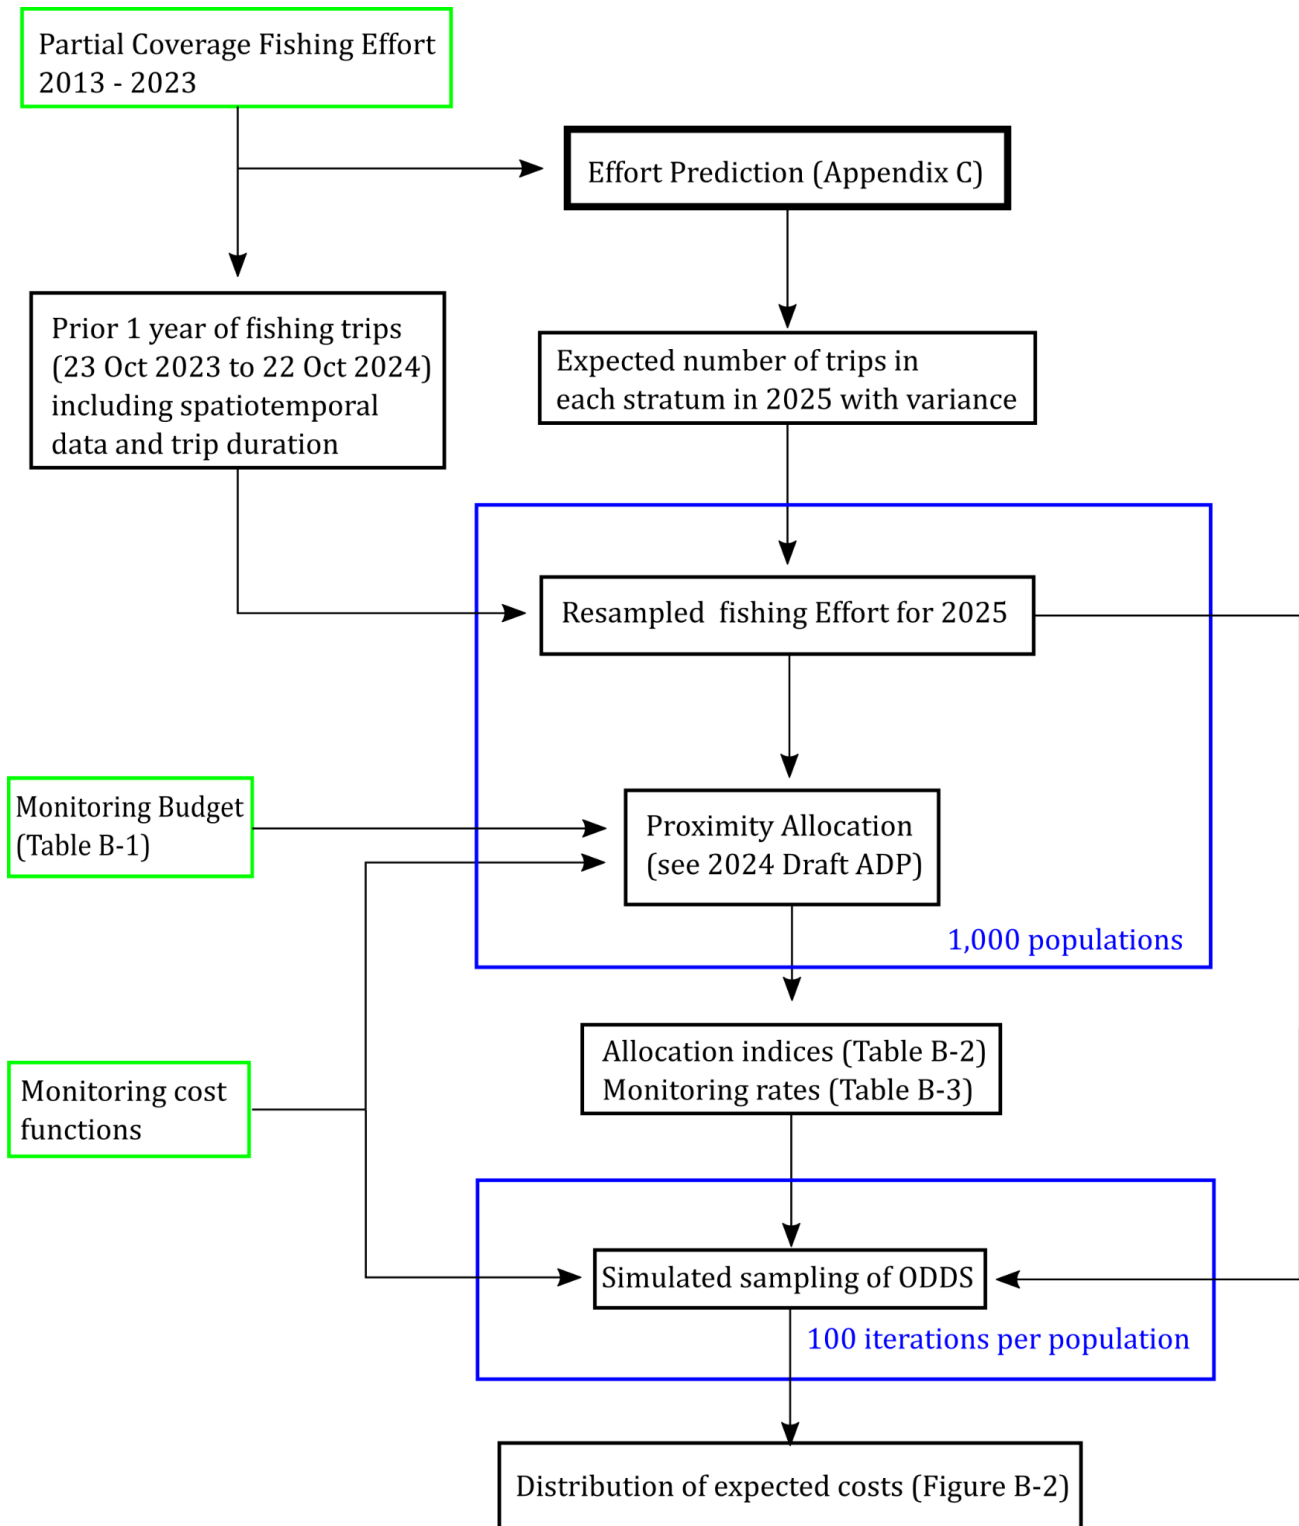 Partial Coverage Fishing Effort
2013 - 2023
Effort Prediction (Appendix C)
Prior 1 year of fishing trips
(23 Oct 2023 to 22 Oct 2024)
including spatiotemporal
data and trip duration
Expected number of trips in
each stratum in 2025 with variance
Resampled  fishing Effort for 2025
Monitoring Budget
(Table B-1)
Proximity Allocation
(see 2024 Draft ADP)
1,000 populations
Allocation indices (Table B-2)
Monitoring rates (Table B-3)
Monitoring cost
functions
Simulated sampling of ODDS
100 iterations per population
Distribution of expected costs (Figure B-2)